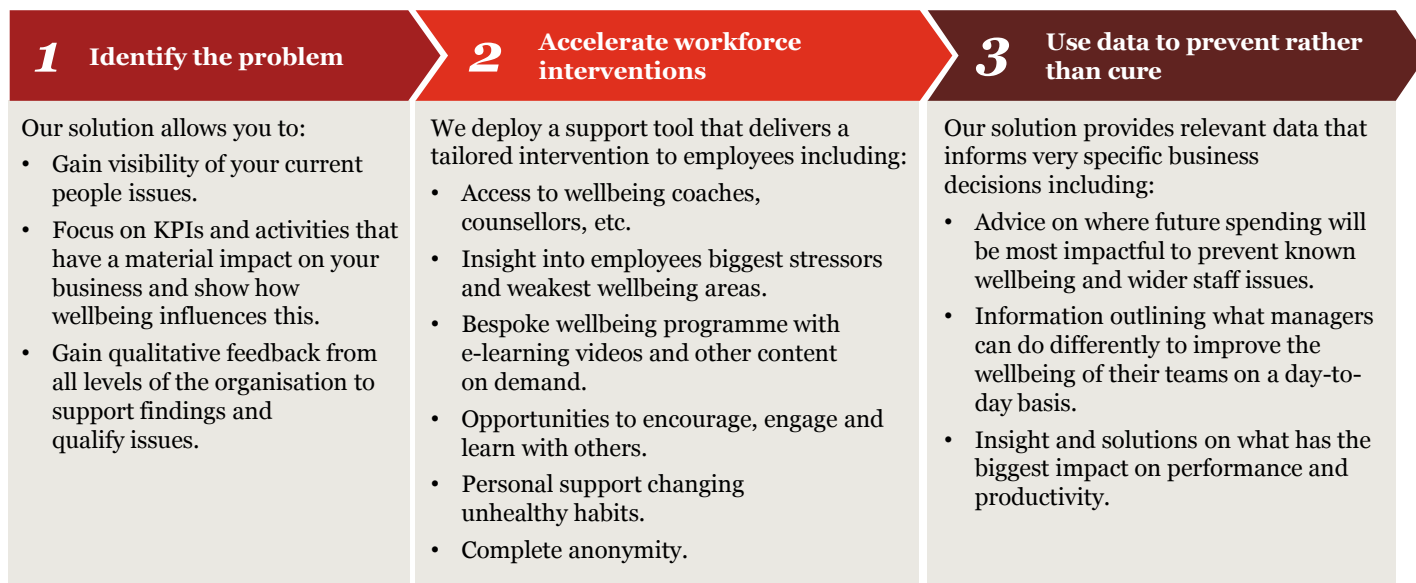 1 Identify the problem
Our solution allows you to:
• Gain visibility of your current
people issues.
• Focus on KPIs and activities that
have a material impact on your
business and show how
wellbeing influences this.
• Gain qualitative feedback from
all levels of the organisation to
support findings and
qualify issues.
2 Accelerate workforce
interventions
We deploy a support tool that delivers a
tailored intervention to employees including:
• Access to wellbeing coaches,
counsellors, etc.
• Insight into employees biggest stressors
and weakest wellbeing areas.
• Bespoke wellbeing programme with
e-learning videos and other content
on demand.
• Opportunities to encourage, engage and
learn with others.
• Personal support changing
unhealthy habits.
• Complete anonymity.
3 Use data to prevent rather
than cure
Our solution provides relevant data that
informs very specific business
decisions including:
• Advice on where future spending will
be most impactful to prevent known
wellbeing and wider staff issues.
• Information outlining what managers
can do differently to improve the
wellbeing of their teams on a day-to-
day basis.
• Insight and solutions on what has the
biggest impact on performance and
productivity.